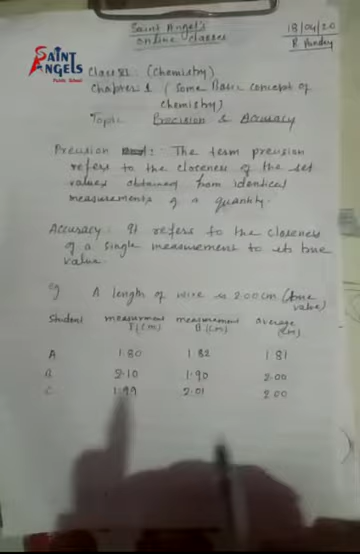 Saint Angel's
online classes
18/04/20
R Pandey
SAINT
ANGELS
Public School
Class XI : (Chemistry)
Chapter 1 (Some Basic concept of
Chemistry)
Topic Precision & Accuracy
Precision : The term precision
refers to the closeness of the set
values obtained from identical
measurements of a quantity.
Accuracy: It refers to the closeness
of a single measurement to its true
value.
eg A length of wire is 2.00 cm (true
value)
Student measurement measurement average
I (cm) II (cm) (cm)
A 1.80 1.82 1.81
B 2.10 1.90 2.00
C 1.99 2.01 2.00